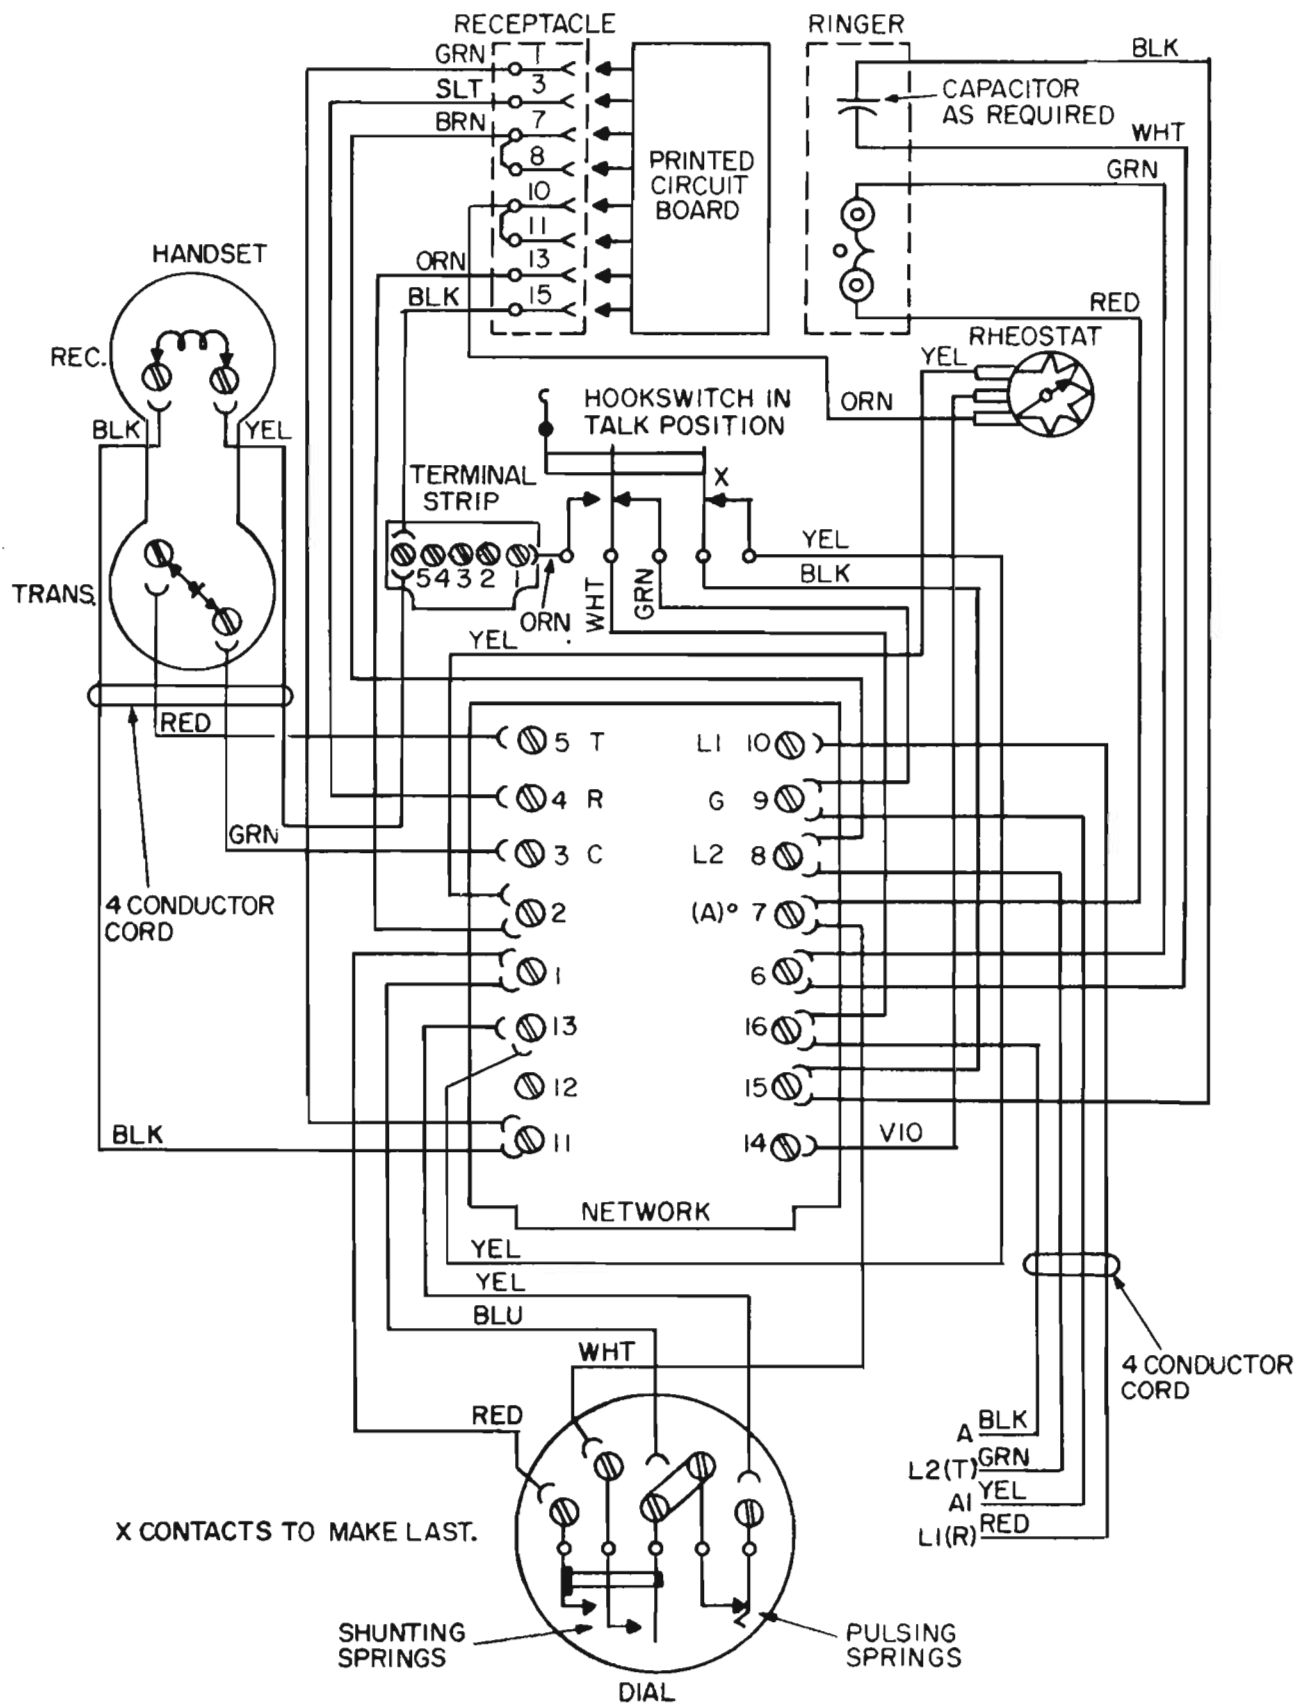 RECEPTACLE
RINGER
GRN 1
BLK
SLT 3
CAPACITOR
AS REQUIRED
BRN 7
WHT
8
PRINTED
CIRCUIT
BOARD
GRN
10
11
HANDSET
ORN 13
BLK 15
RED
RHEOSTAT
REC.
YEL
HOOKSWITCH IN
TALK POSITION
ORN
BLK
YEL
X
TERMINAL
STRIP
YEL
BLK
5 4 3 2 1
TRANS.
ORN
WHT
GRN
YEL
RED
5 T
L1 10
4 R
G 9
GRN
3 C
L2 8
4 CONDUCTOR
CORD
2
(A)° 7
1
6
13
16
12
15
BLK
11
14
VIO
NETWORK
YEL
YEL
BLU
WHT
4 CONDUCTOR
CORD
RED
A BLK
L2(T) GRN
A1 YEL
L1(R) RED
X CONTACTS TO MAKE LAST.
SHUNTING
SPRINGS
PULSING
SPRINGS
DIAL